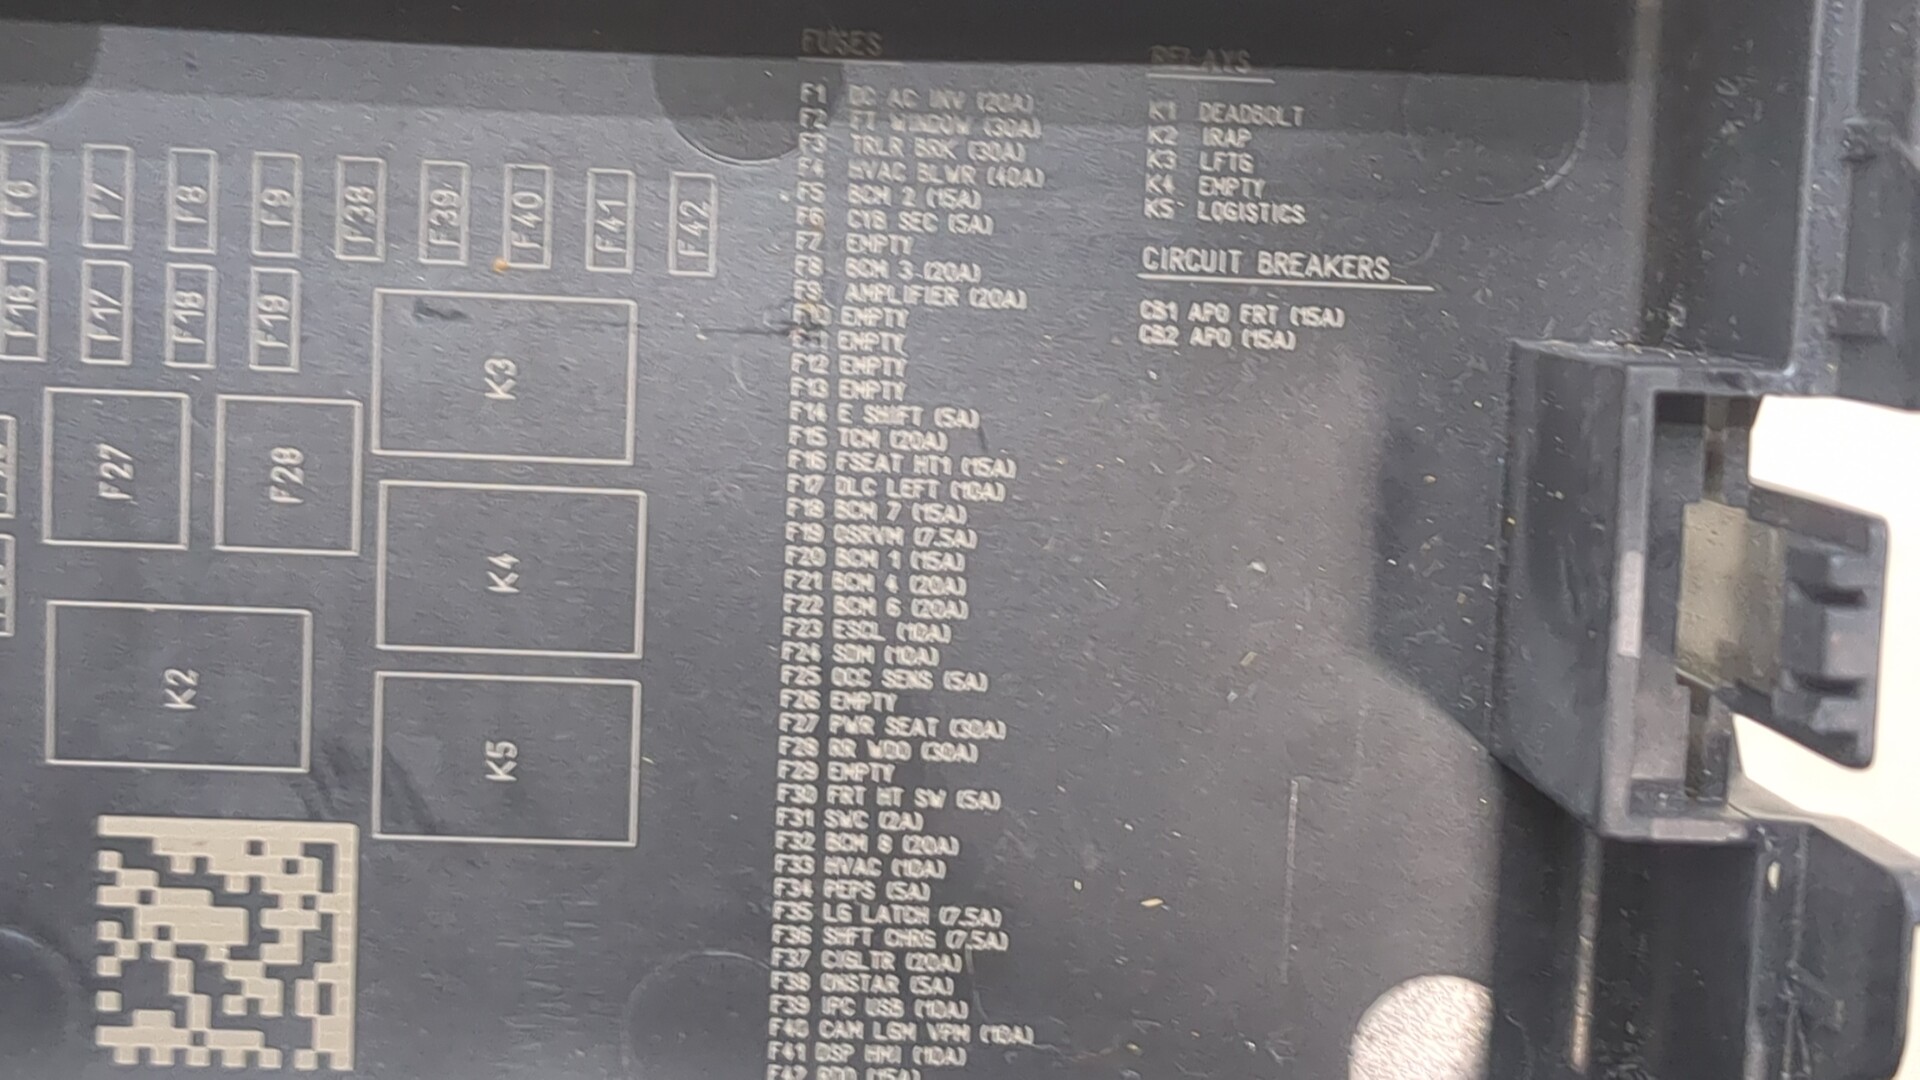 FUSES
F1 DC AC INV (20A)
F2 FT WINDOW (30A)
F3 TRLR BRK (30A)
F4 HVAC BLWR (40A)
F5 BCM 2 (15A)
F6 CTB SEC (5A)
F7 EMPTY
F8 BCM 3 (20A)
F9 AMPLIFIER (20A)
F10 EMPTY
F11 EMPTY
F12 EMPTY
F13 EMPTY
F14 E SHIFT (5A)
F15 TCM (20A)
F16 FSEAT HT1 (15A)
F17 DLC LEFT (10A)
F18 BCM 7 (15A)
F19 OSRVM (7.5A)
F20 BCM 1 (15A)
F21 BCM 4 (20A)
F22 BCM 6 (20A)
F23 ESCL (10A)
F24 SDM (10A)
F25 OCC SENS (5A)
F26 EMPTY
F27 PWR SEAT (30A)
F28 RR WDO (30A)
F29 EMPTY
F30 FRT HT SW (5A)
F31 SWC (2A)
F32 BCM 8 (20A)
F33 HVAC (10A)
F34 PEPS (5A)
F35 LG LATCH (7.5A)
F36 SHFT CHRG (7.5A)
F37 CIGLTR (20A)
F38 ONSTAR (5A)
F39 IPC USB (10A)
F40 CAM LGM VPM (10A)
F41 DSP HMI (10A)
F42 RDO (15A)
RELAYS
K1 DEADBOLT
K2 IRAP
K3 LFTG
K4 EMPTY
K5 LOGISTICS
CIRCUIT BREAKERS
CB1 APO FRT (15A)
CB2 APO (15A)
F6
F7
F8
F9
F38
F39
F40
F41
F42
F16
F17
F18
F19
F27
F28
K3
K4
K2
K5